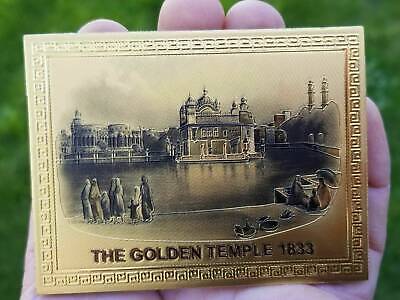 THE GOLDEN TEMPLE 1833